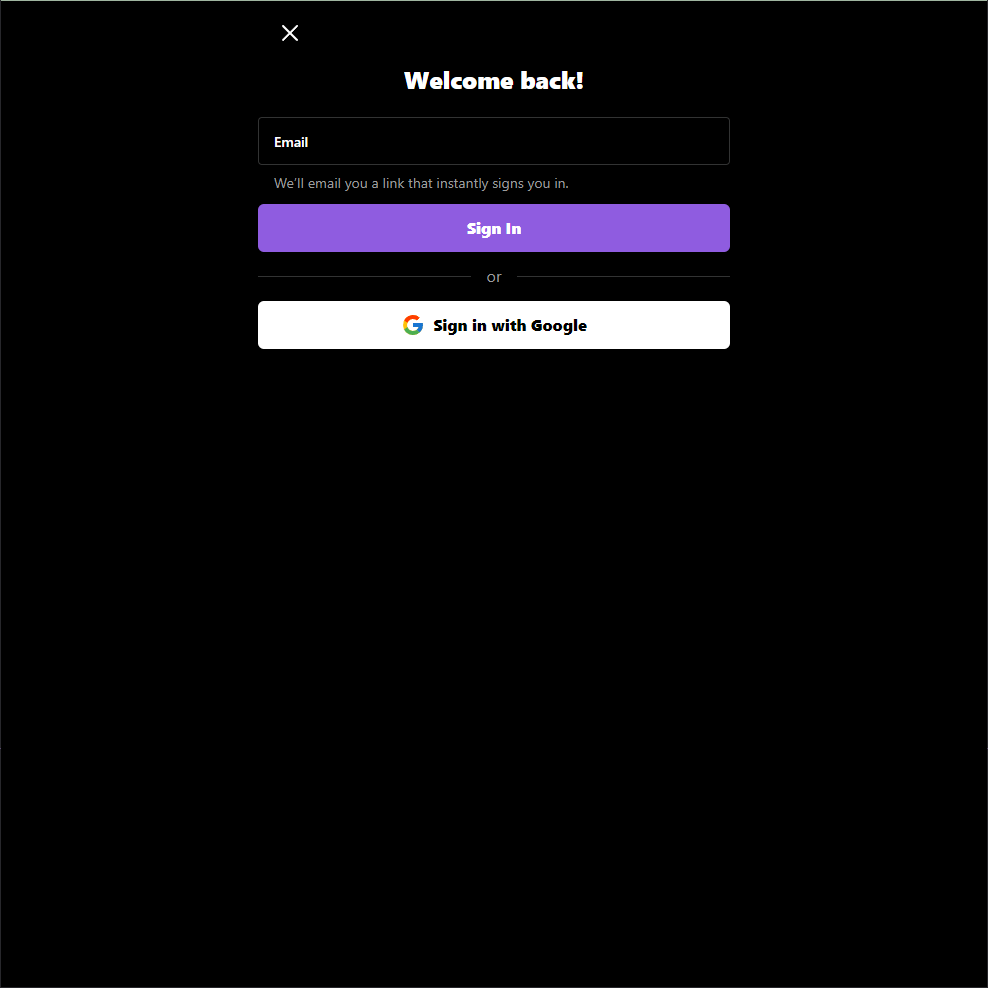 Welcome back!
Email
We'll email you a link that instantly signs you in.
Sign In
or
Sign in with Google